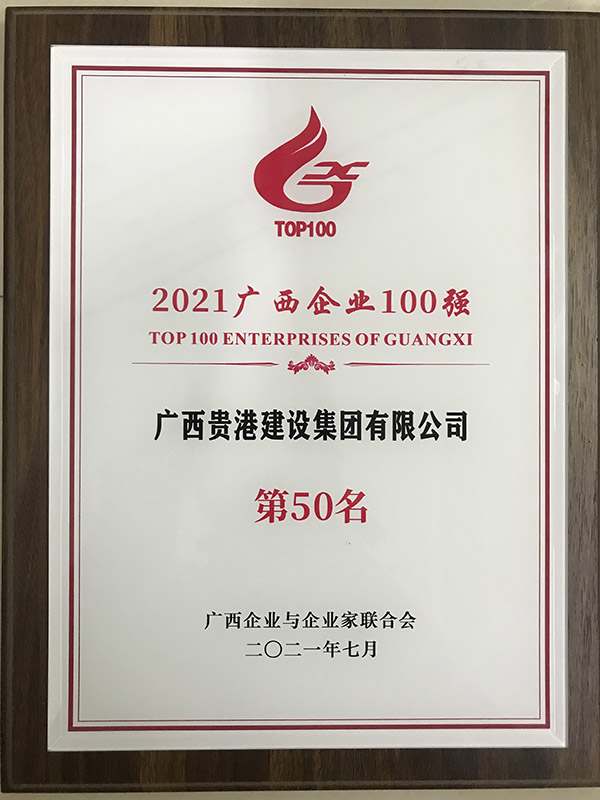 TOP100
2021广西企业100强
TOP 100 ENTERPRISES OF GUANGXI
广西贵港建设集团有限公司
第50名
广西企业与企业家联合会
二〇二一年七月